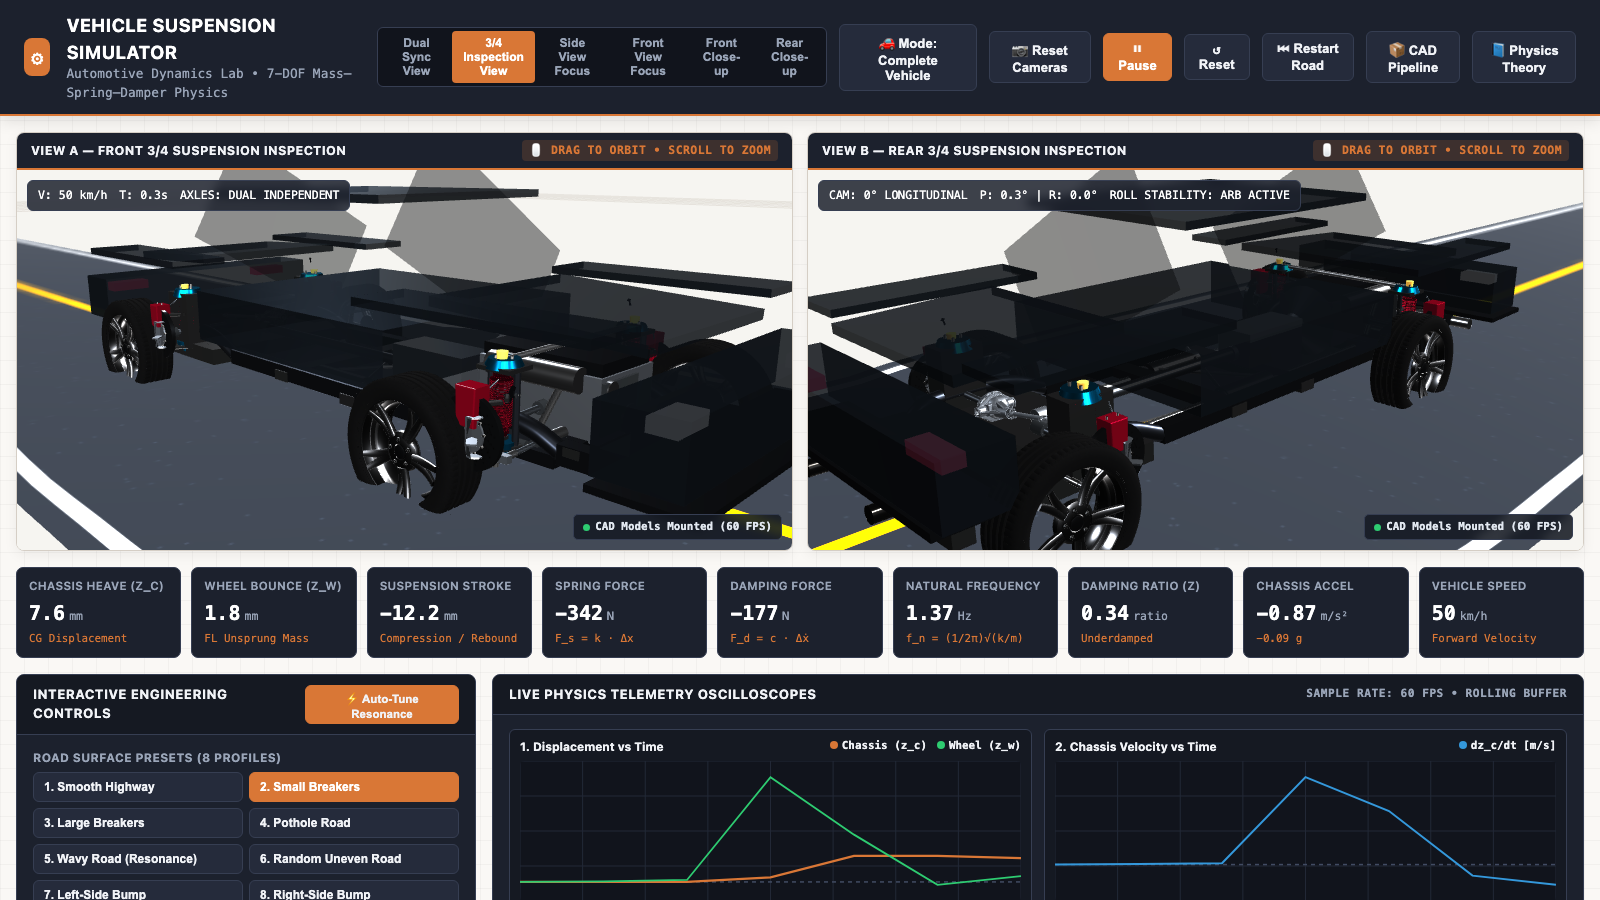 VEHICLE SUSPENSION
SIMULATOR
Automotive Dynamics Lab • 7–DOF Mass–
Spring–Damper Physics
Dual
Sync
View
3/4
Inspection
View
Side
View
Focus
Front
View
Focus
Front
Close-
up
Rear
Close-
up
🚗 Mode:
Complete
Vehicle
📷 Reset
Cameras
⏸
Pause
↺
Reset
⏮ Restart
Road
📦 CAD
Pipeline
📘 Physics
Theory
VIEW A — FRONT 3/4 SUSPENSION INSPECTION
DRAG TO ORBIT • SCROLL TO ZOOM
V: 50 km/h T: 0.3s AXLES: DUAL INDEPENDENT
CAD Models Mounted (60 FPS)
VIEW B — REAR 3/4 SUSPENSION INSPECTION
DRAG TO ORBIT • SCROLL TO ZOOM
CAM: 0° LONGITUDINAL P: 0.3° | R: 0.0° ROLL STABILITY: ARB ACTIVE
CAD Models Mounted (60 FPS)
CHASSIS HEAVE (Z_C)
7.6 mm
CG Displacement
WHEEL BOUNCE (Z_W)
1.8 mm
FL Unsprung Mass
SUSPENSION STROKE
−12.2 mm
Compression / Rebound
SPRING FORCE
−342 N
F_s = k · Δx
DAMPING FORCE
−177 N
F_d = c · Δẋ
NATURAL FREQUENCY
1.37 Hz
f_n = (1/2π)√(k/m)
DAMPING RATIO (Z)
0.34 ratio
Underdamped
CHASSIS ACCEL
−0.87 m/s²
−0.09 g
VEHICLE SPEED
50 km/h
Forward Velocity
INTERACTIVE ENGINEERING
CONTROLS
⚡ Auto-Tune
Resonance
ROAD SURFACE PRESETS (8 PROFILES)
1. Smooth Highway
2. Small Breakers
3. Large Breakers
4. Pothole Road
5. Wavy Road (Resonance)
6. Random Uneven Road
7. Left-Side Bump
8. Right-Side Bump
LIVE PHYSICS TELEMETRY OSCILLOSCOPES
SAMPLE RATE: 60 FPS • ROLLING BUFFER
1. Displacement vs Time
Chassis (z_c)
Wheel (z_w)
2. Chassis Velocity vs Time
dz_c/dt [m/s]